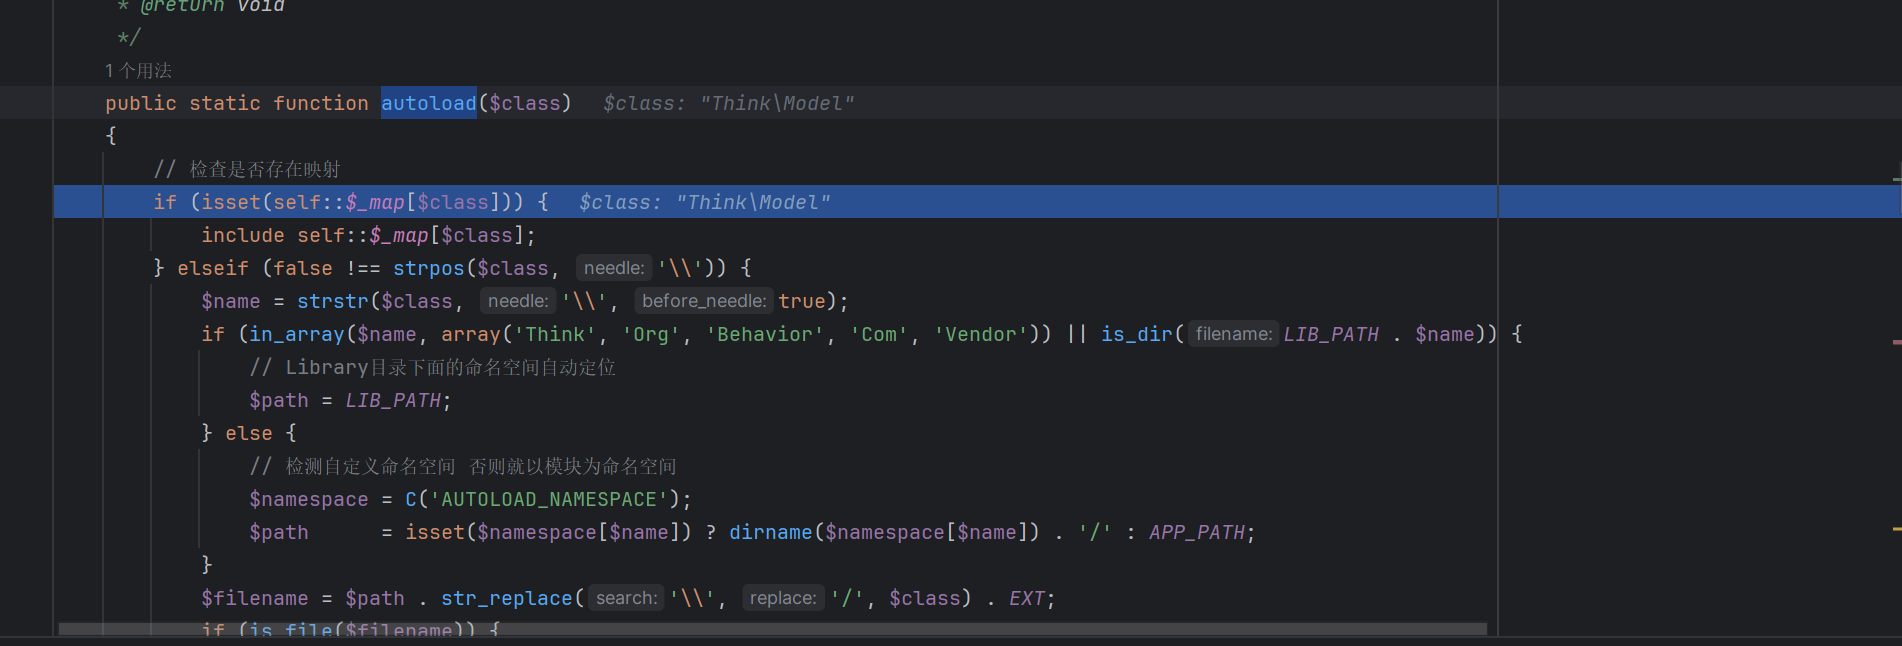 * @return void
*/
1 个用法
public static function autoload($class)   $class: "Think\Model"
{
// 检查是否存在映射
if (isset(self::$_map[$class])) {   $class: "Think\Model"
include self::$_map[$class];
} elseif (false !== strpos($class, needle: '\\')) {
$name = strstr($class, needle: '\\', before_needle: true);
if (in_array($name, array('Think', 'Org', 'Behavior', 'Com', 'Vendor')) || is_dir( filename: LIB_PATH . $name)) {
// Library目录下面的命名空间自动定位
$path = LIB_PATH;
} else {
// 检测自定义命名空间 否则就以模块为命名空间
$namespace = C('AUTOLOAD_NAMESPACE');
$path      = isset($namespace[$name]) ? dirname($namespace[$name]) . '/' : APP_PATH;
}
$filename = $path . str_replace( search: '\\', replace: '/', $class) . EXT;
if (is_file($filename)) {